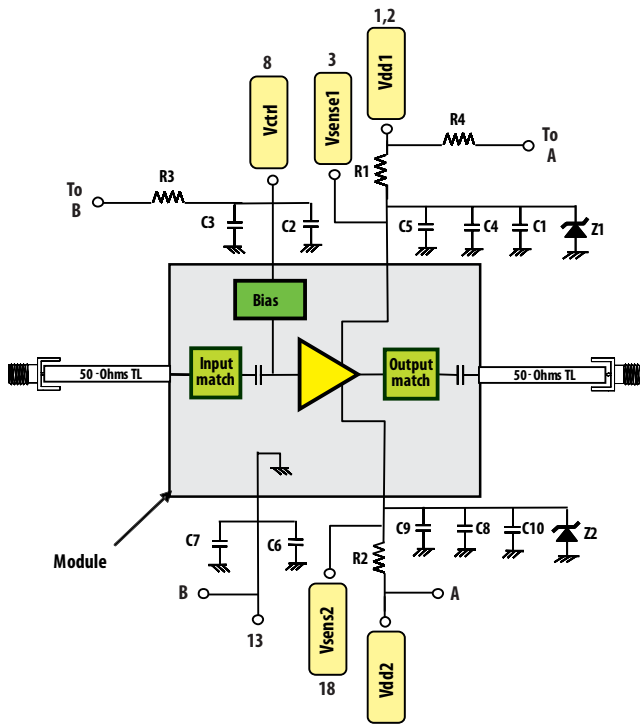 1,2
8
3
Vdd1
Vctrl
Vsense1
R4
To
A
R1
R3
To
B
C3
C2
C5
C4
C1
Z1
Bias
Input
match
Output
match
50-Ohms TL
50-Ohms TL
C9
C8
C10
Z2
C7
C6
R2
Module
B
A
13
Vsens2
18
Vdd2